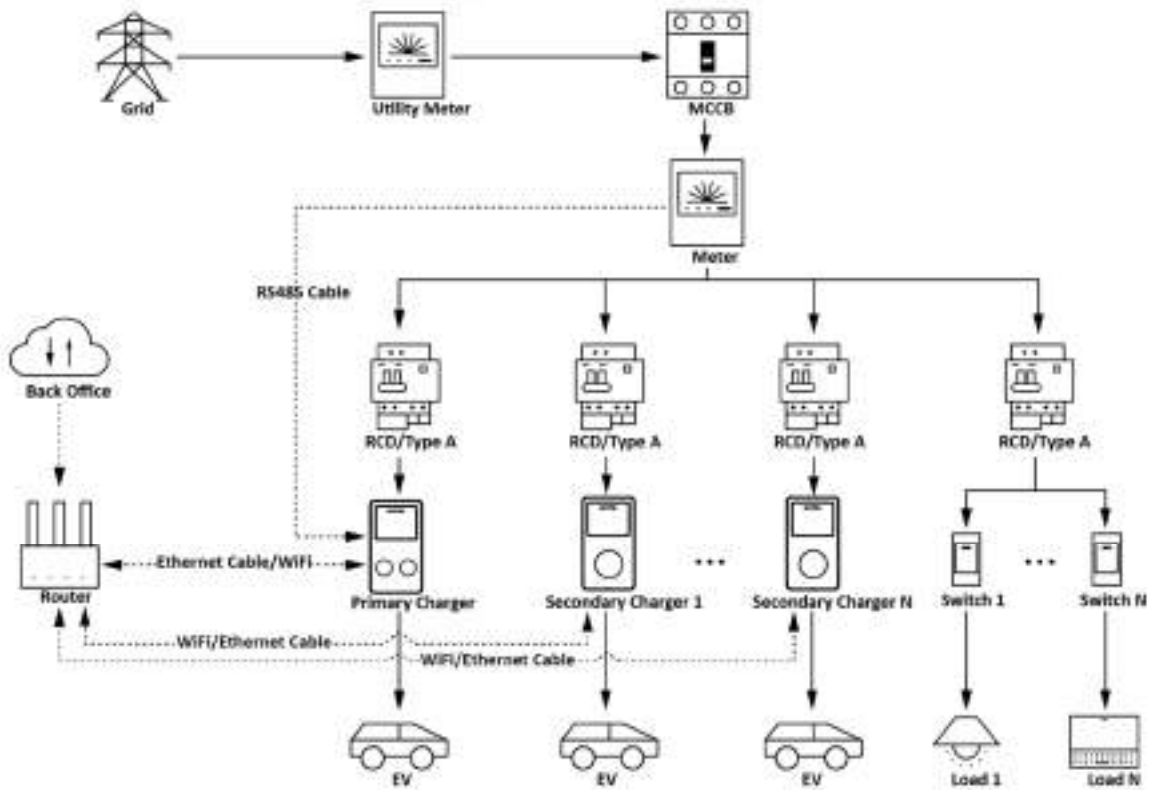 Grid
Utility Meter
MCCB
Meter
RS485 Cable
Back Office
RCD/Type A
RCD/Type A
RCD/Type A
RCD/Type A
Ethernet Cable/WiFi
Router
Primary Charger
Secondary Charger 1
...
Secondary Charger N
Switch 1
...
Switch N
WiFi/Ethernet Cable
WiFi/Ethernet Cable
EV
EV
EV
Load 1
Load N